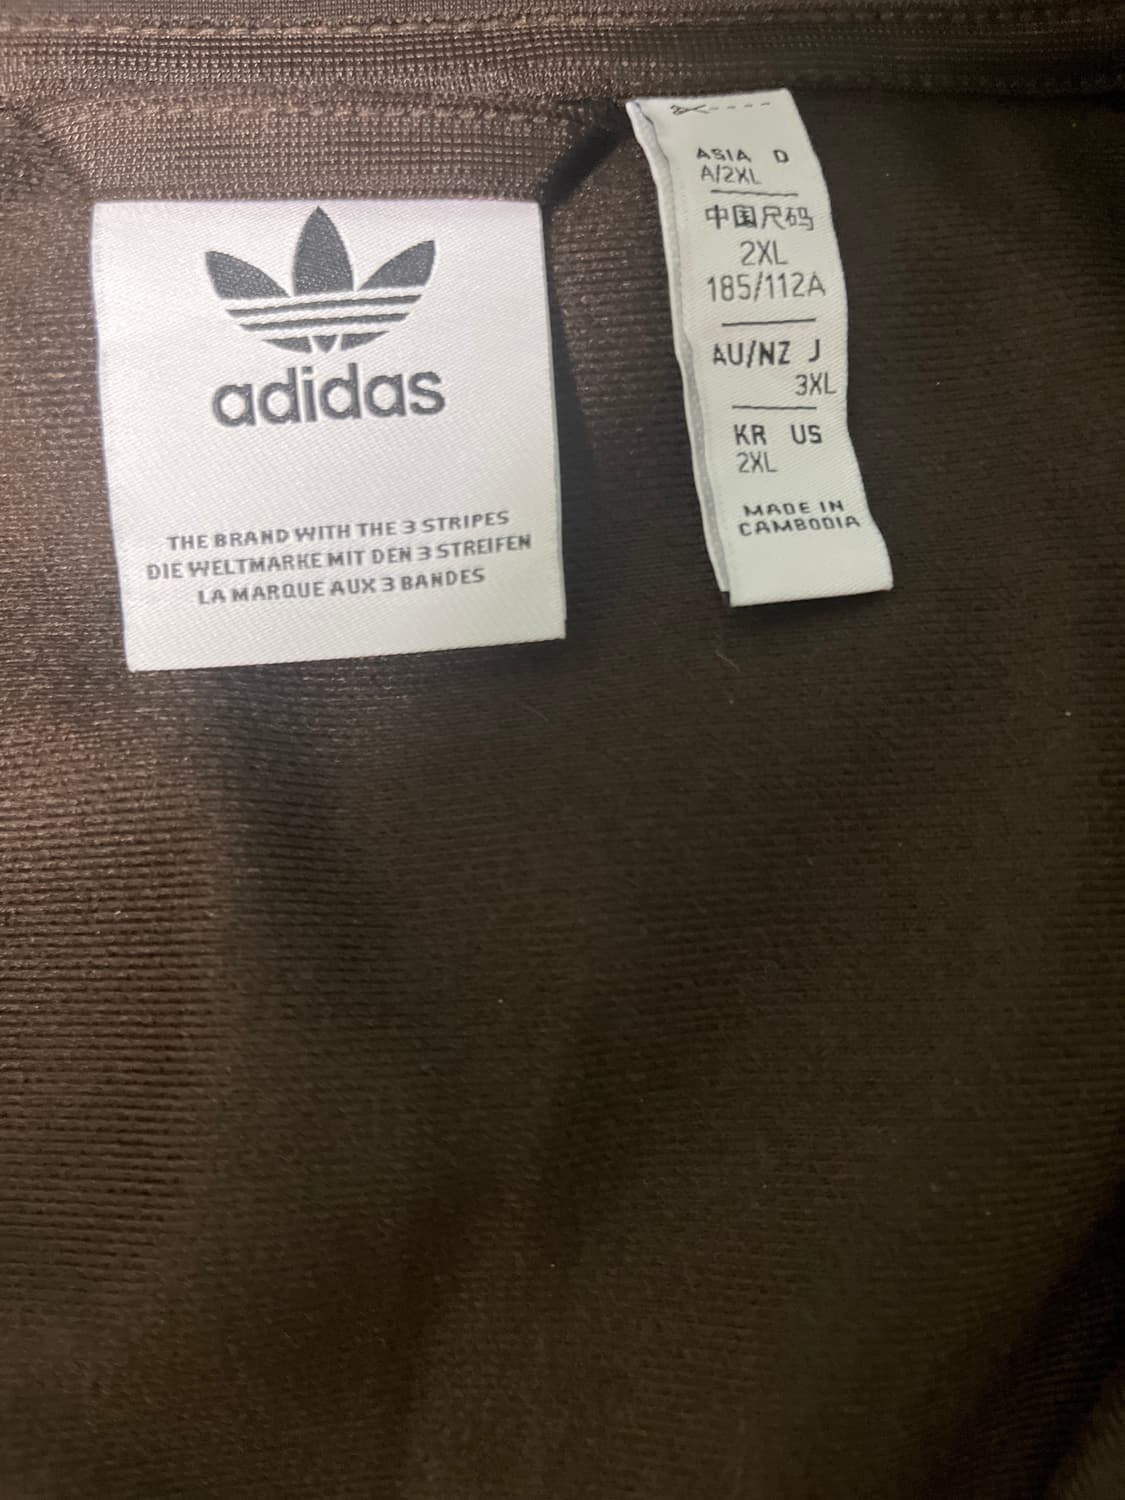 adidas
THE BRAND WITH THE 3 STRIPES
DIE WELTMARKE MIT DEN 3 STREIFEN
LA MARQUE AUX 3 BANDES
ASIA D
A/2XL
中国尺码
2XL
185/112A
AU/NZ J
3XL
KR US
2XL
MADE IN
CAMBODIA